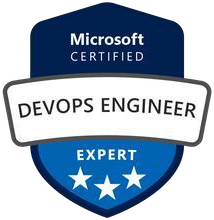 Microsoft
CERTIFIED
DEVOPS ENGINEER
EXPERT